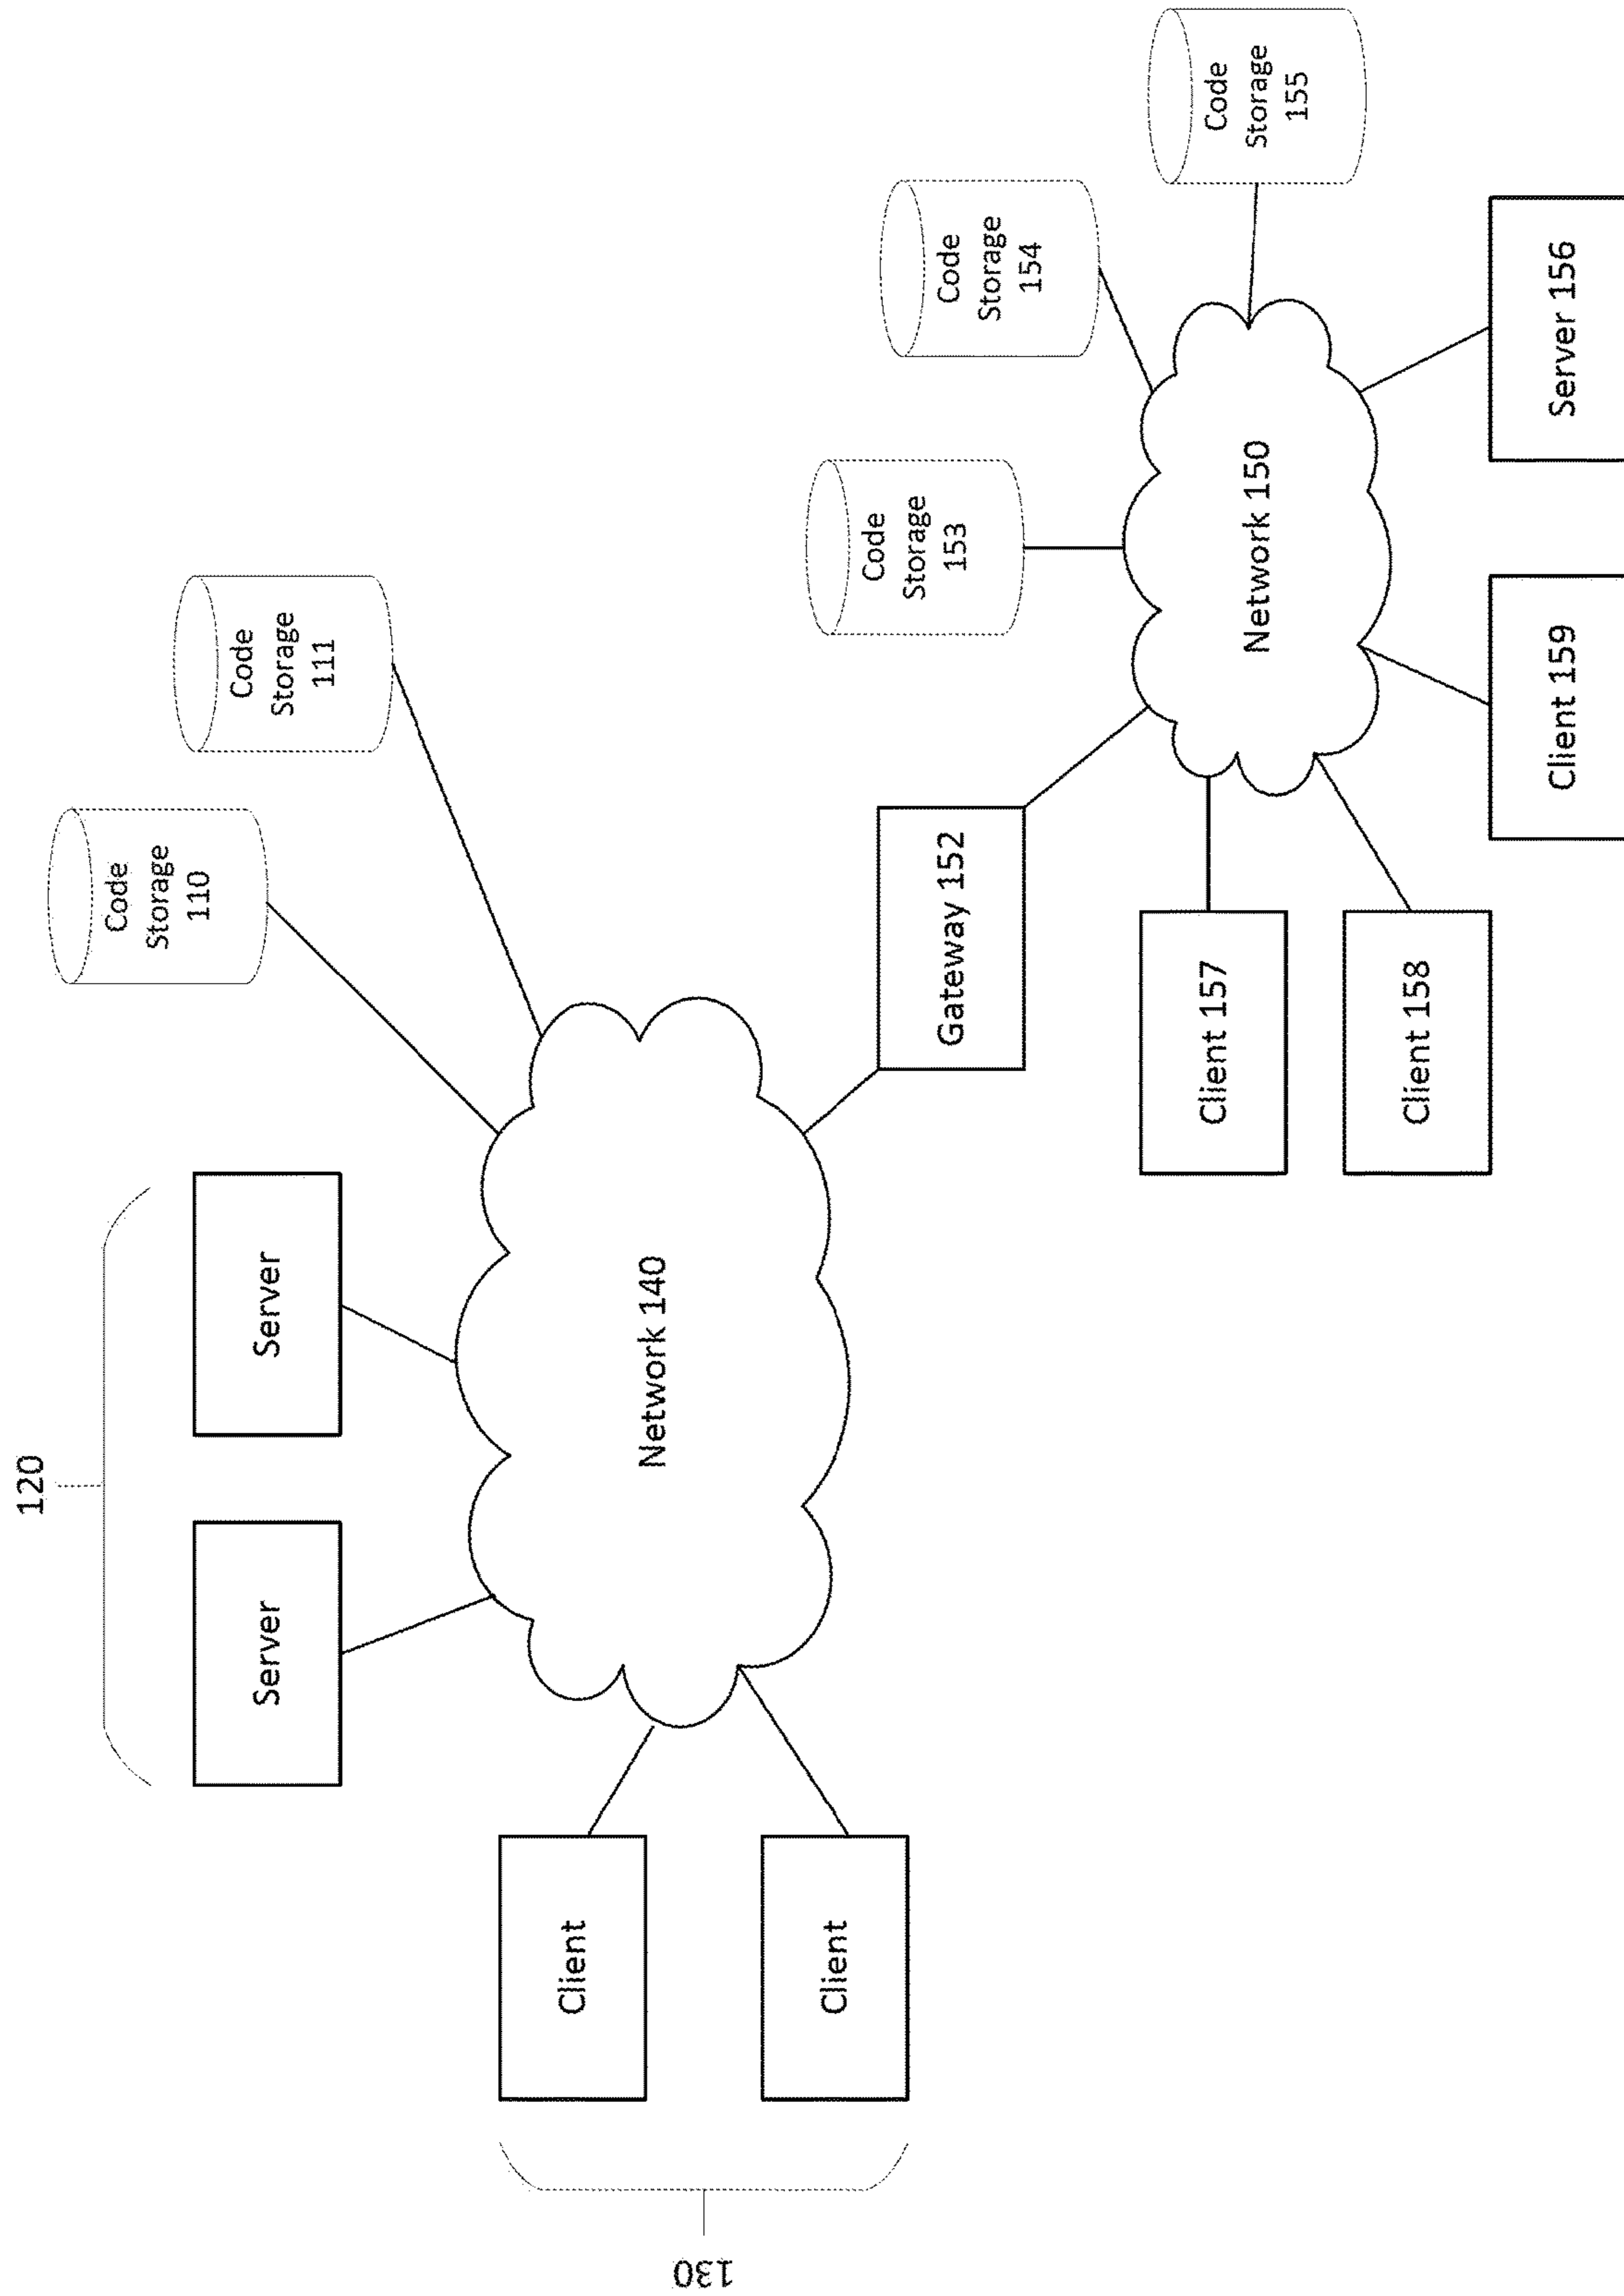 120
Server
Server
Code
Storage
110
Code
Storage
111
Client
Client
130
Network 140
Gateway 152
Code
Storage
153
Code
Storage
154
Code
Storage
155
Network 150
Client 157
Client 158
Client 159
Server 156